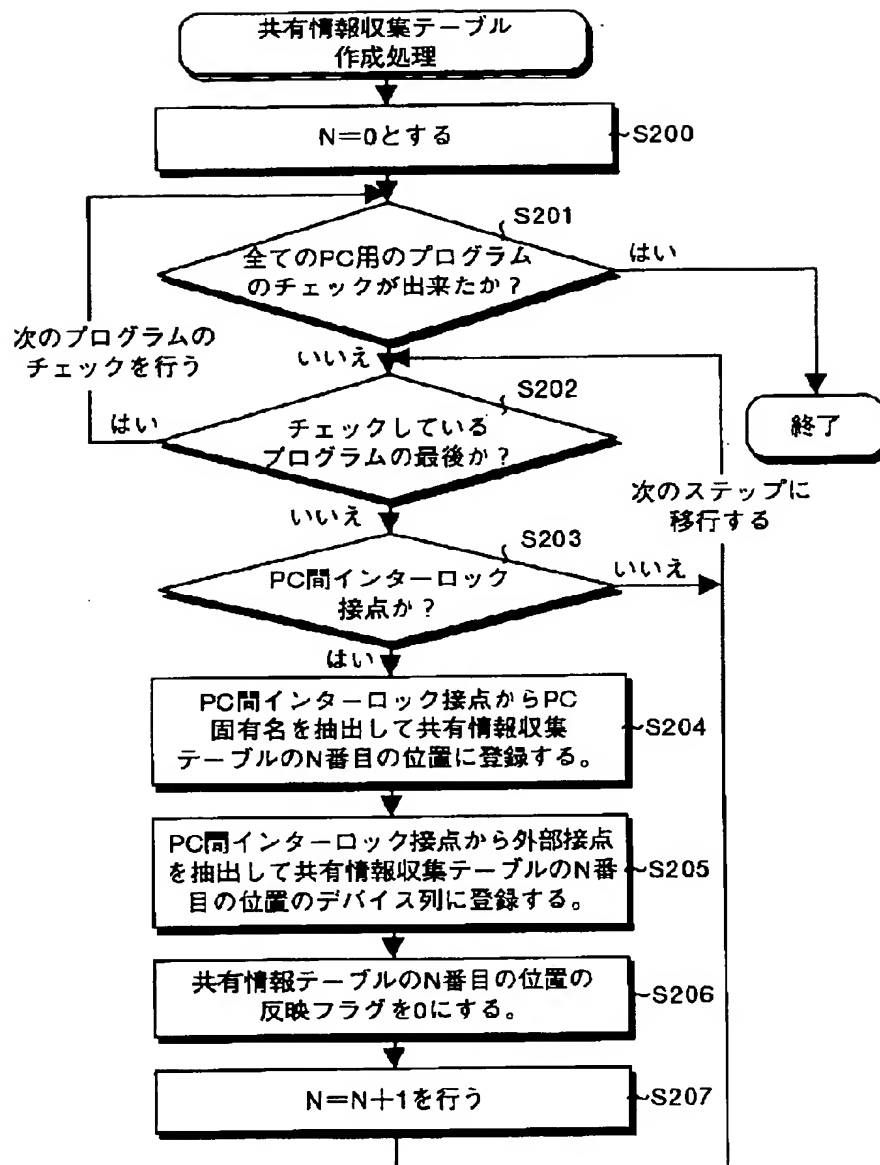 共有情報収集テーブル
作成処理
N=0とする
S200
S201
全てのPC用のプログラム
のチェックが出来たか?
はい
いいえ
次のプログラムの
チェックを行う
S202
はい
チェックしている
プログラムの最後か?
終了
いいえ
次のステップに
移行する
S203
PC間インターロック
接点か?
いいえ
はい
PC間インターロック接点からPC
固有名を抽出して共有情報収集
テーブルのN番目の位置に登録する。
S204
PC間インターロック接点から外部接点
を抽出して共有情報収集テーブルのN番
目の位置のデバイス列に登録する。
S205
共有情報テーブルのN番目の位置の
反映フラグを0にする。
S206
N=N+1を行う
S207